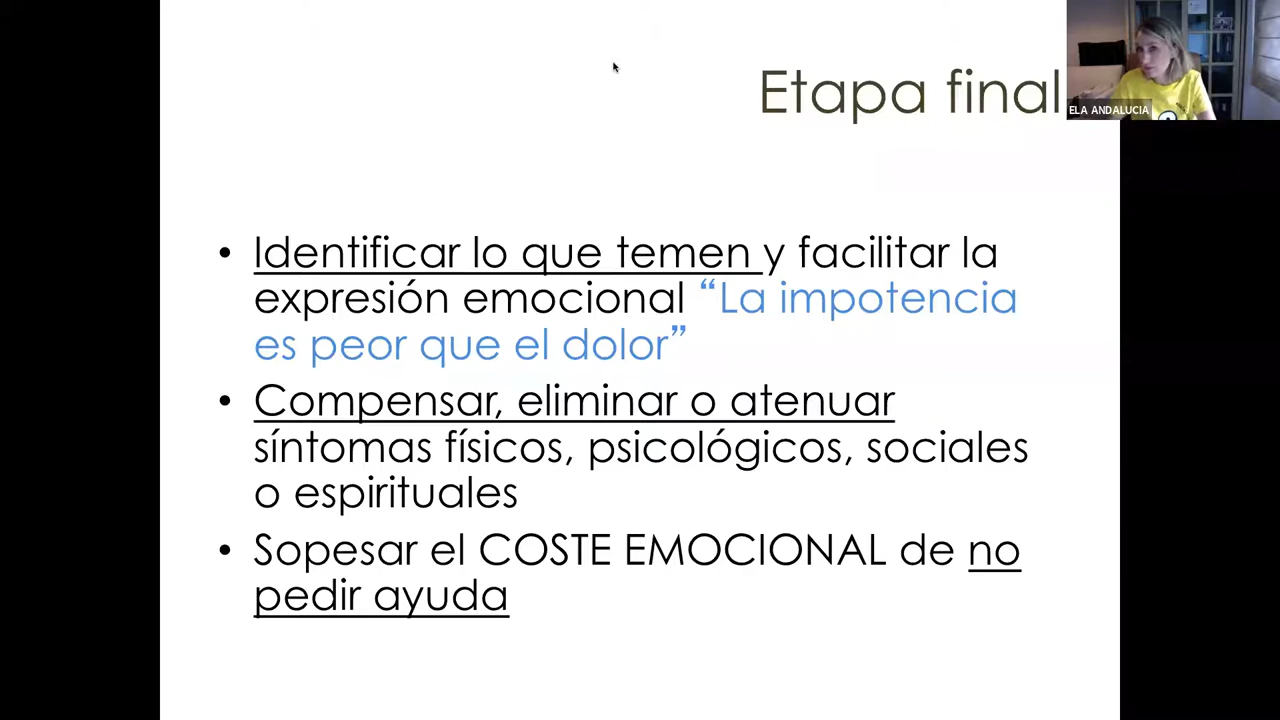 Etapa final
ELA ANDALUCIA
• Identificar lo que temen y facilitar la
expresión emocional “La impotencia
es peor que el dolor”
• Compensar, eliminar o atenuar
síntomas físicos, psicológicos, sociales
o espirituales
• Sopesar el COSTE EMOCIONAL de no
pedir ayuda